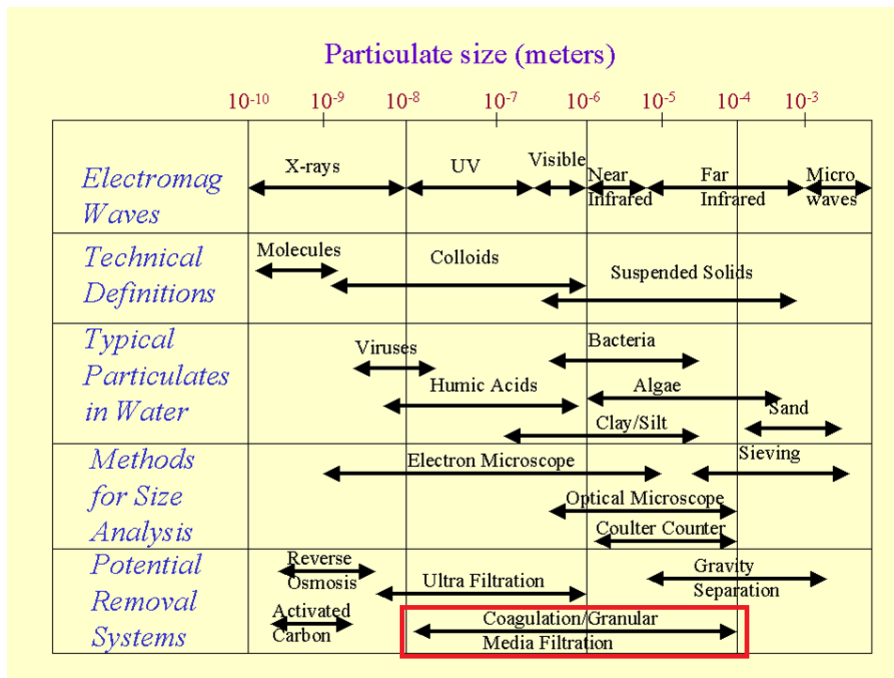 Particulate size (meters)
10-10 10-9 10-8 10-7 10-6 10-5 10-4 10-3
Electromag
Waves
X-rays
UV
Visible
Near
Infrared
Far
Infrared
Micro
waves
Technical
Definitions
Molecules
Colloids
Suspended Solids
Typical
Particulates
in Water
Viruses
Bacteria
Humic Acids
Algae
Sand
Clay/Silt
Methods
for Size
Analysis
Electron Microscope
Sieving
Optical Microscope
Coulter Counter
Potential
Removal
Systems
Reverse
Osmosis
Ultra Filtration
Gravity
Separation
Activated
Carbon
Coagulation/Granular
Media Filtration